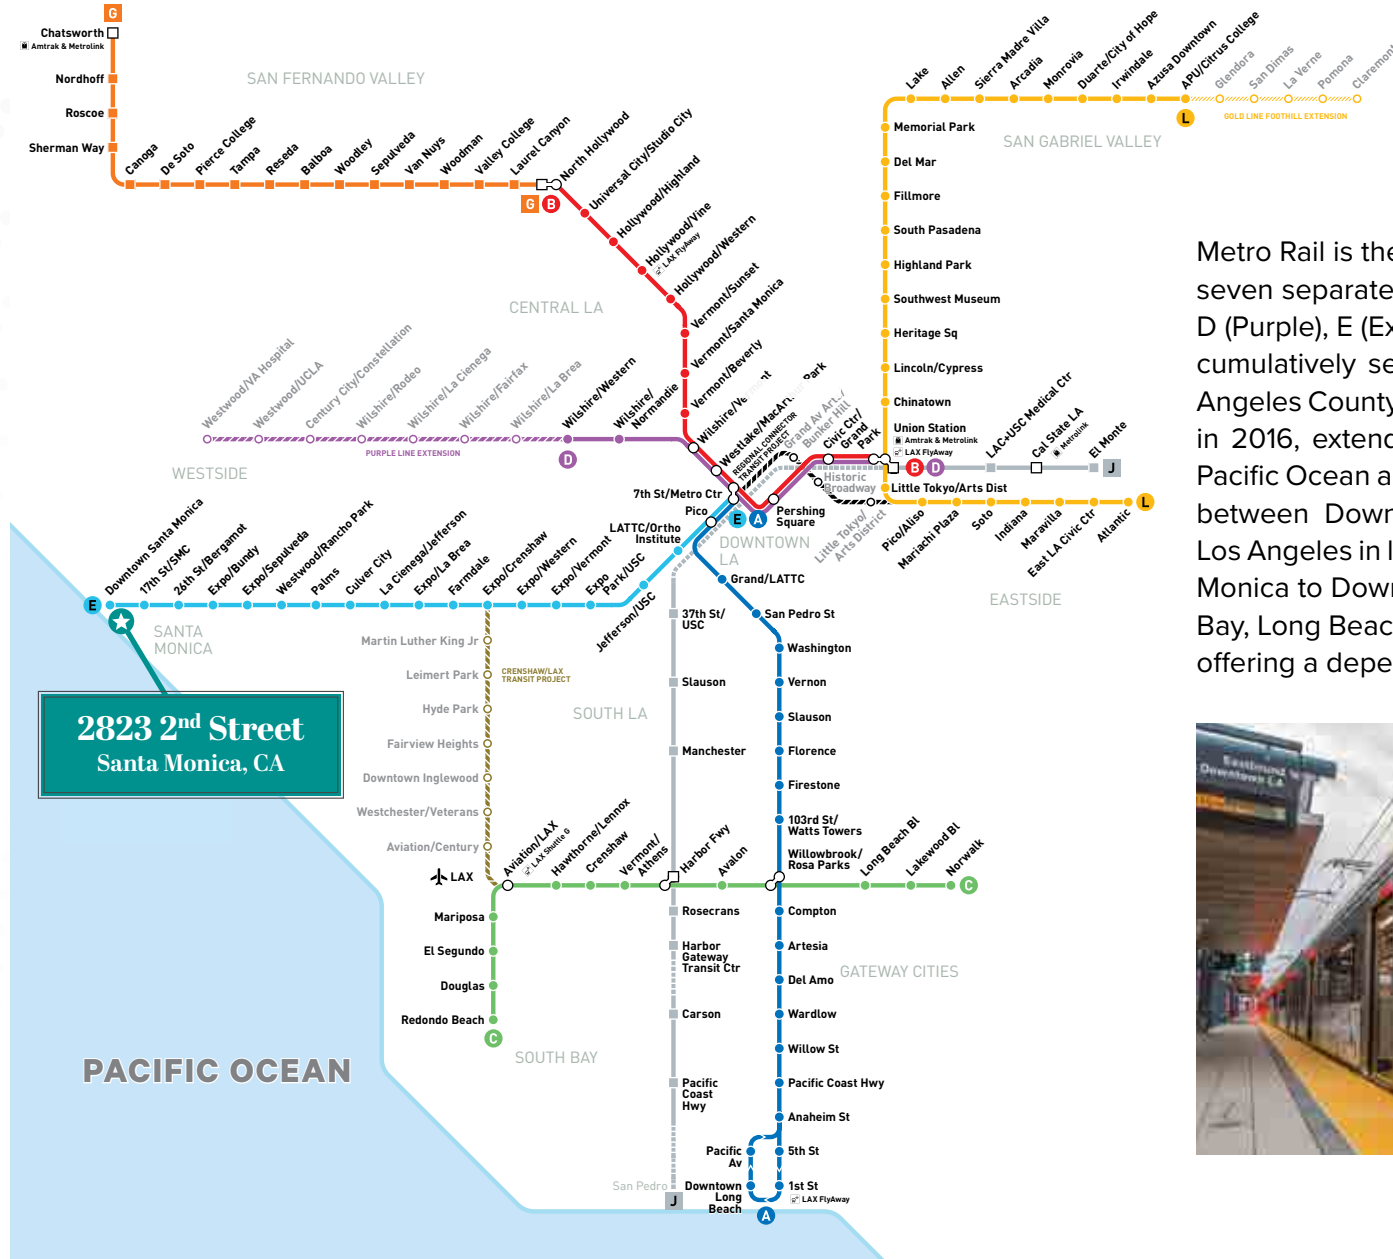 G
Chatsworth
Amtrak & Metrolink
Nordhoff
Roscoe
Sherman Way
SAN FERNANDO VALLEY
Canoga
De Soto
Pierce College
Tampa
Reseda
Balboa
Woodley
Sepulveda
Van Nuys
Woodman
Valley College
Laurel Canyon
North Hollywood
G
B
Universal City/Studio City
Hollywood/Highland
Hollywood/Vine
LAX FlyAway
Hollywood/Western
Vermont/Sunset
Vermont/Santa Monica
Vermont/Beverly
CENTRAL LA
Lake
Allen
Sierra Madre Villa
Arcadia
Monrovia
Duarte/City of Hope
Irwindale
Azusa Downtown
APU/Citrus College
Glendora
San Dimas
La Verne
Pomona
Claremont
L
GOLD LINE FOOTHILL EXTENSION
SAN GABRIEL VALLEY
Memorial Park
Del Mar
Fillmore
South Pasadena
Highland Park
Southwest Museum
Heritage Sq
Lincoln/Cypress
Chinatown
Union Station
Amtrak & Metrolink
LAX FlyAway
B
D
LAC+USC Medical Ctr
Cal State LA
Metrolink
El Monte
J
Westwood/VA Hospital
Westwood/UCLA
Century City/Constellation
Wilshire/Rodeo
Wilshire/La Cienega
Wilshire/Fairfax
Wilshire/La Brea
Wilshire/Western
Wilshire/
Normandie
PURPLE LINE EXTENSION
D
WESTSIDE
REGIONAL CONNECTOR
TRANSIT PROJECT
Bunker Hill
Civic Ctr/
Grand
Park
Historic
Broadway
Little Tokyo/
Arts District
Little Tokyo/Arts Dist
Pico/Aliso
Mariachi Plaza
Soto
Indiana
Maravilla
East LA Civic Ctr
Atlantic
L
EASTSIDE
7th St/Metro Ctr
Pico
E
A
Pershing
Square
DOWNTOWN
LA
LATTC/Ortho
Institute
E
Downtown Santa Monica
17th St/SMC
26th St/Bergamot
Expo/Bundy
Expo/Sepulveda
Westwood/Rancho Park
Palms
Culver City
La Cienega/Jefferson
Expo/La Brea
Farmdale
Expo/Crenshaw
Expo/Western
Expo/Vermont
Expo
Park/USC
Jefferson/USC
SANTA
MONICA
2823 2nd Street
Santa Monica, CA
Martin Luther King Jr
Leimert Park
Hyde Park
Fairview Heights
Downtown Inglewood
Westchester/Veterans
Aviation/Century
CRENSHAW/LAX
TRANSIT PROJECT
SOUTH LA
37th St/
USC
Slauson
Manchester
Grand/LATTC
San Pedro St
Washington
Vernon
Slauson
Florence
Firestone
103rd St/
Watts Towers
Willowbrook/
Rosa Parks
LAX
Aviation/LAX
LAX Shuttle G
Hawthorne/Lennox
Crenshaw
Vermont/
Athens
Harbor Fwy
Avalon
Long Beach Bl
Lakewood Bl
Norwalk
C
Mariposa
El Segundo
Douglas
Redondo Beach
C
SOUTH BAY
Rosecrans
Harbor
Gateway
Transit Ctr
Carson
Pacific
Coast
Hwy
San Pedro
J
Compton
Artesia
Del Amo
Wardlow
Willow St
Pacific Coast Hwy
Anaheim St
5th St
1st St
LAX FlyAway
Pacific
Av
Downtown
Long
Beach
A
GATEWAY CITIES
PACIFIC OCEAN
Metro Rail is the
seven separate
D (Purple), E (Ex
cumulatively se
Angeles County
in 2016, extend
Pacific Ocean a
between Down
Los Angeles in l
Monica to Down
Bay, Long Beac
offering a depe
Eastbound
Downtown LA